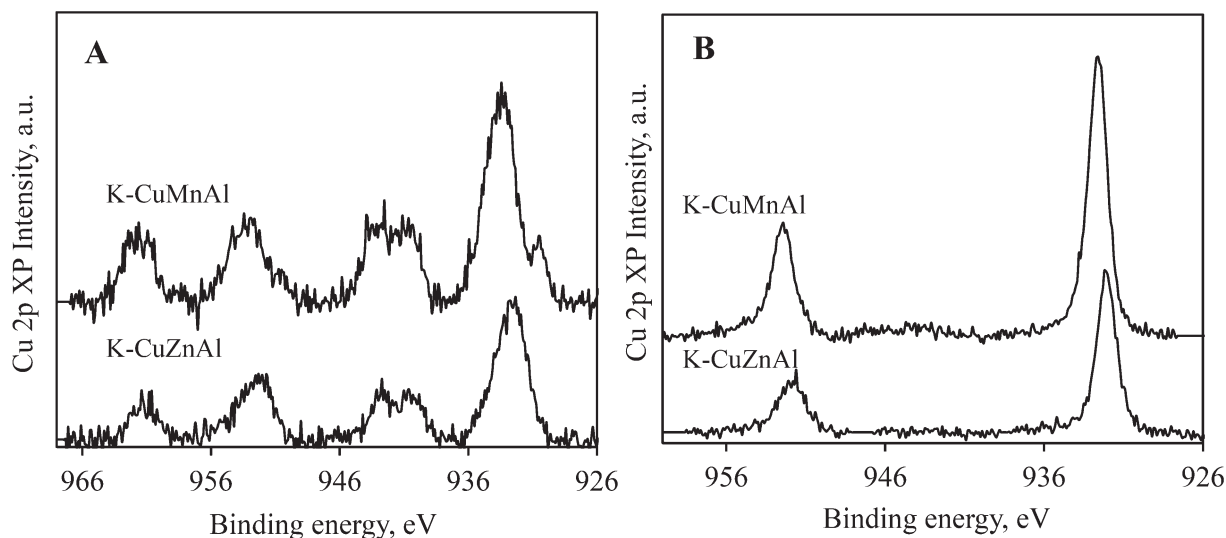 A
Cu 2p XP Intensity, a.u.
K-CuMnAl
K-CuZnAl
966 956 946 936 926
Binding energy, eV
B
Cu 2p XP Intensity, a.u.
K-CuMnAl
K-CuZnAl
956 946 936 926
Binding energy, eV